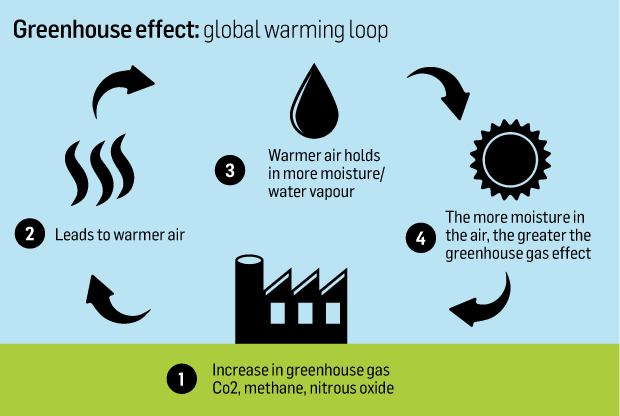 Greenhouse effect: global warming loop
3
Warmer air holds
in more moisture/
water vapour
2
Leads to warmer air
4
The more moisture in
the air, the greater the
greenhouse gas effect
1
Increase in greenhouse gas
Co2, methane, nitrous oxide